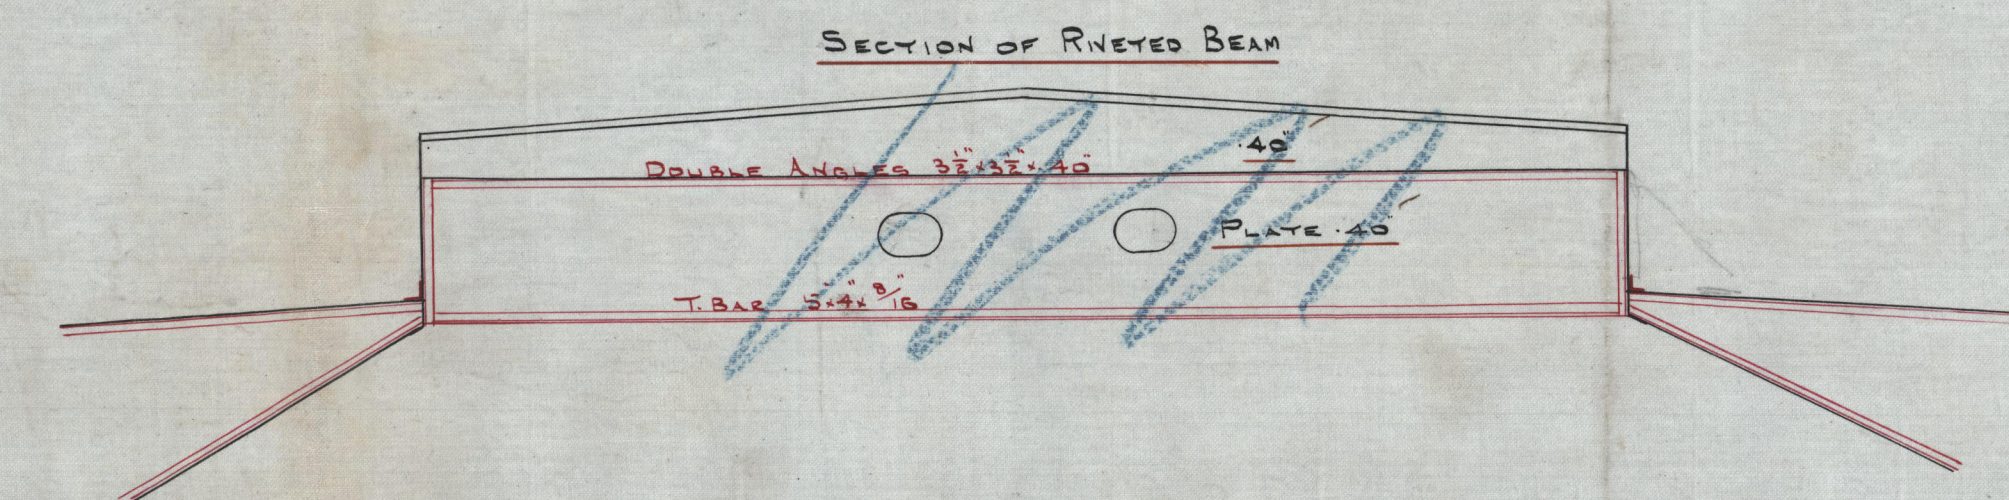 SECTION OF RIVETED BEAM
.40"
DOUBLE ANGLES 3½" × 3½" × .40"
PLATE .40"
T. BAR 5" × 4" × 8/16"